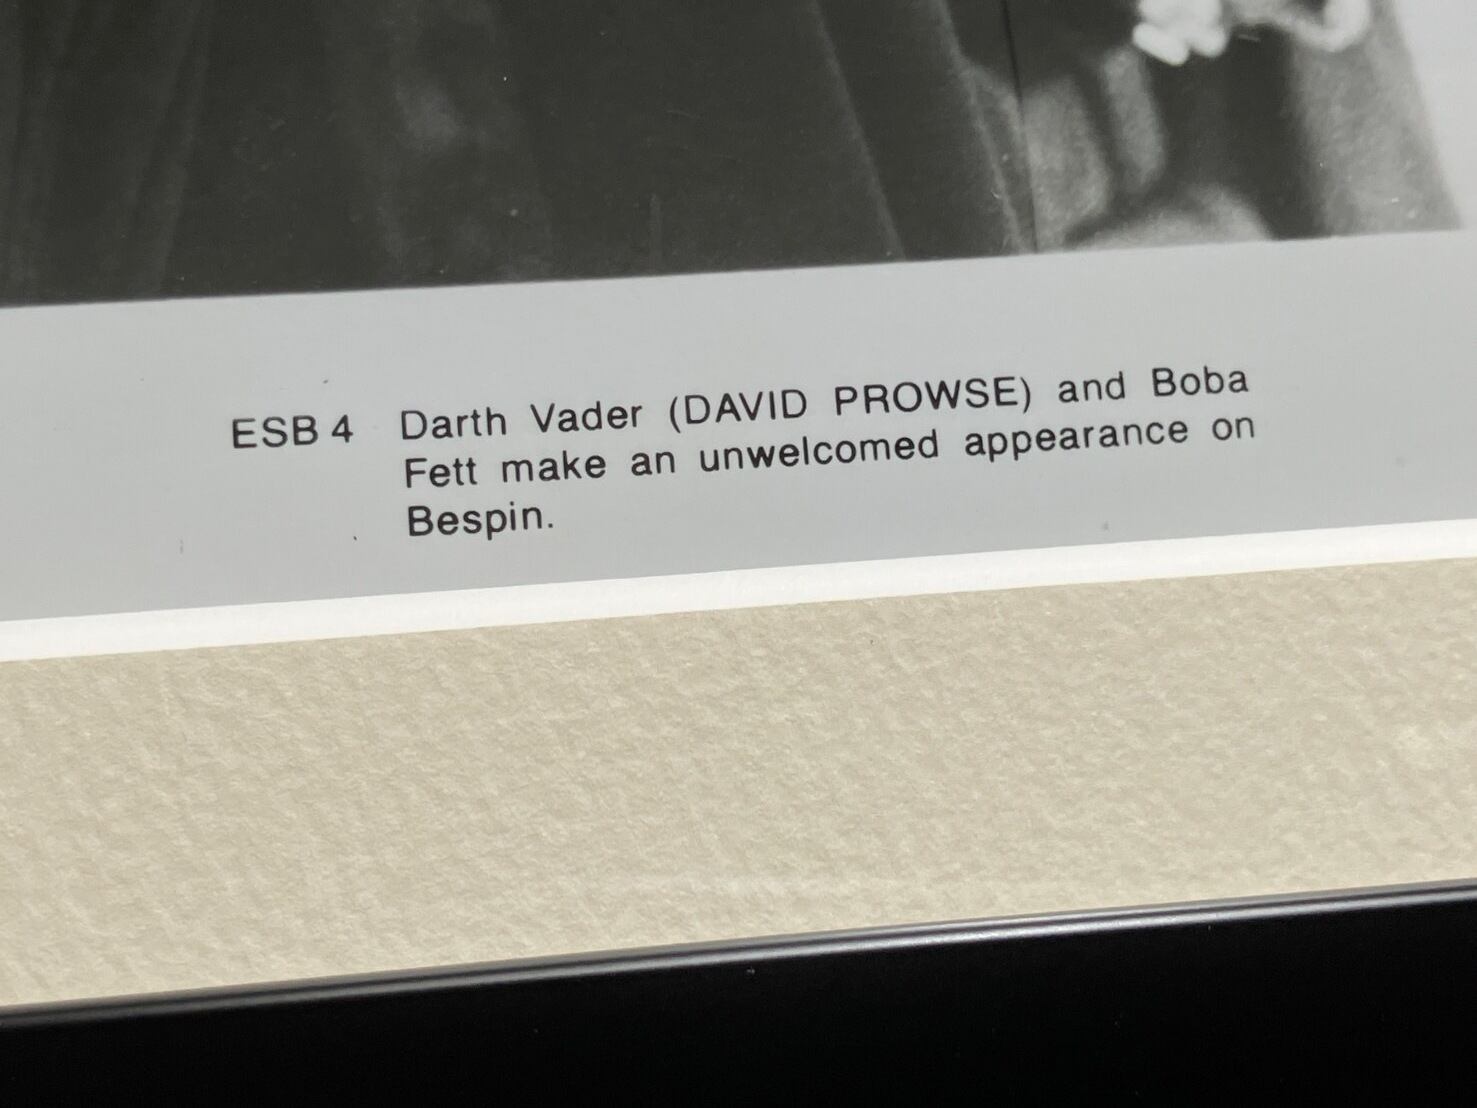 ESB 4 Darth Vader (DAVID PROWSE) and Boba
Fett make an unwelcomed appearance on
Bespin.